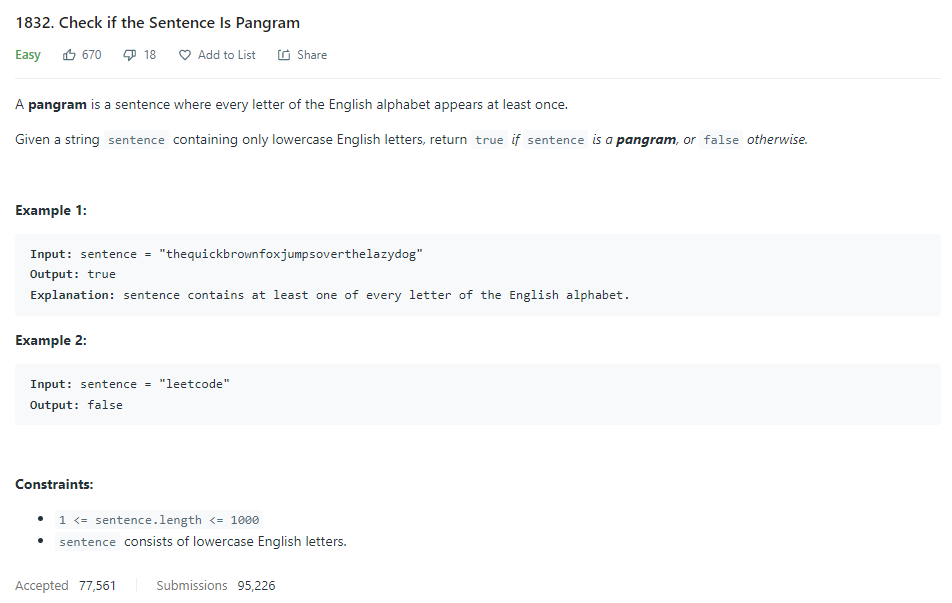 1832. Check if the Sentence Is Pangram
Easy 670 18 Add to List Share
A pangram is a sentence where every letter of the English alphabet appears at least once.
Given a string sentence containing only lowercase English letters, return true if sentence is a pangram, or false otherwise.
Example 1:
Input: sentence = "thequickbrownfoxjumpsoverthelazydog"
Output: true
Explanation: sentence contains at least one of every letter of the English alphabet.
Example 2:
Input: sentence = "leetcode"
Output: false
Constraints:
• 1 <= sentence.length <= 1000
• sentence consists of lowercase English letters.
Accepted 77,561 Submissions 95,226